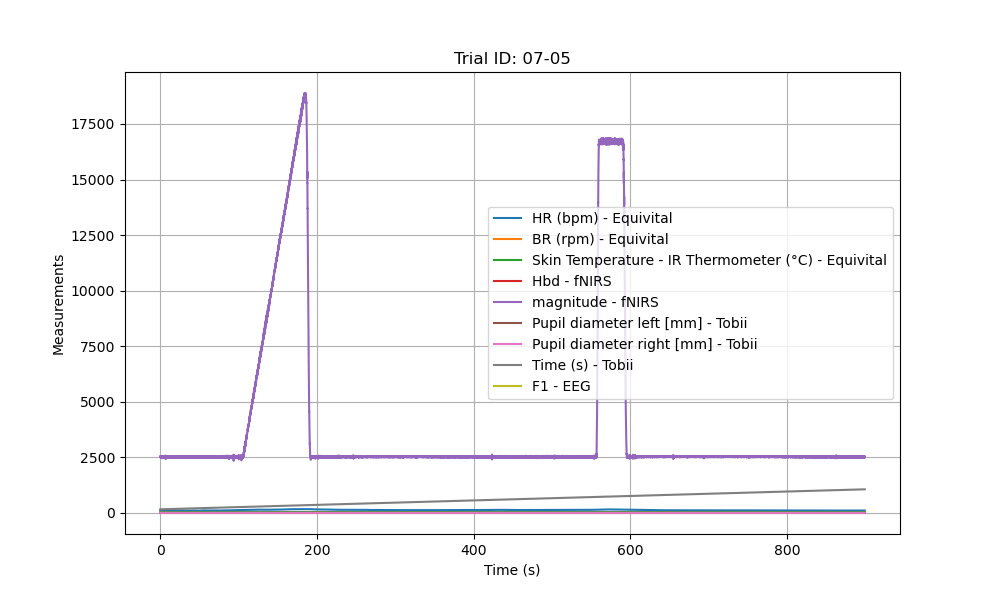 Trial ID: 07-05
17500
15000
12500
10000
7500
5000
2500
0
Measurements
HR (bpm) - Equivital
BR (rpm) - Equivital
Skin Temperature - IR Thermometer (°C) - Equivital
Hbd - fNIRS
magnitude - fNIRS
Pupil diameter left [mm] - Tobii
Pupil diameter right [mm] - Tobii
Time (s) - Tobii
F1 - EEG
0 200 400 600 800
Time (s)